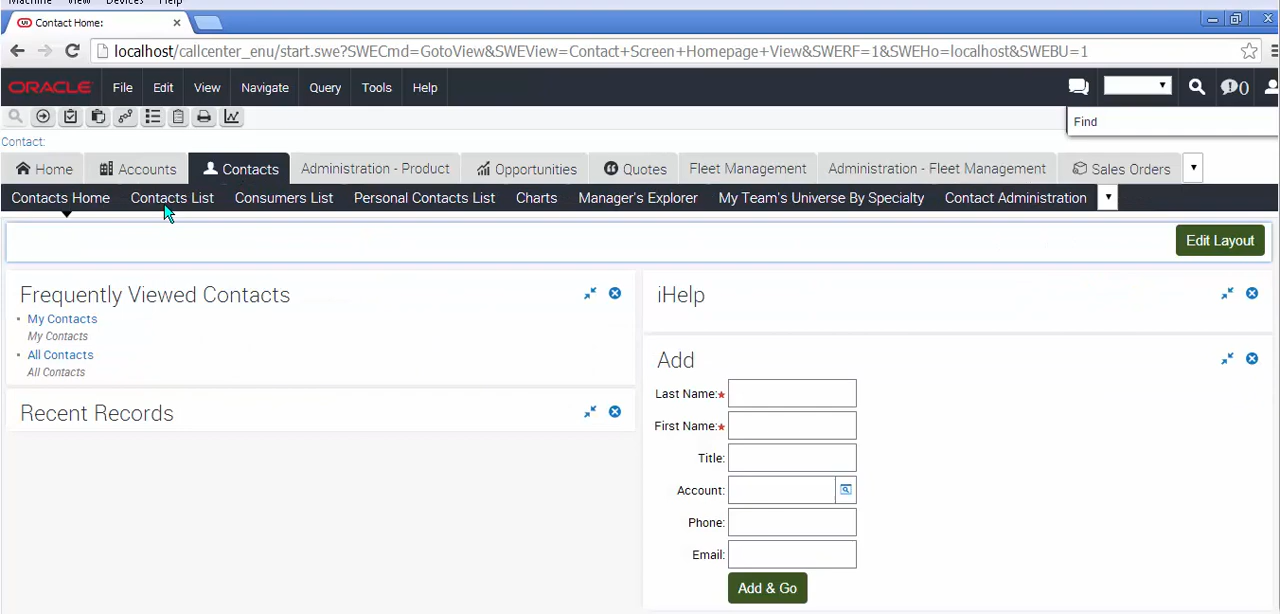 Machine View Devices Help
Contact Home:
localhost/callcenter_enu/start.swe?SWECmd=GotoView&SWEView=Contact+Screen+Homepage+View&SWERF=1&SWEHo=localhost&SWEBU=1
ORACLE File Edit View Navigate Query Tools Help 0
Find
Contact:
Home Accounts Contacts Administration - Product Opportunities Quotes Fleet Management Administration - Fleet Management Sales Orders
Contacts Home Contacts List Consumers List Personal Contacts List Charts Manager's Explorer My Team's Universe By Specialty Contact Administration
Edit Layout
Frequently Viewed Contacts
My Contacts
My Contacts
All Contacts
All Contacts
Recent Records
iHelp
Add
Last Name:*
First Name:*
Title:
Account:
Phone:
Email:
Add & Go